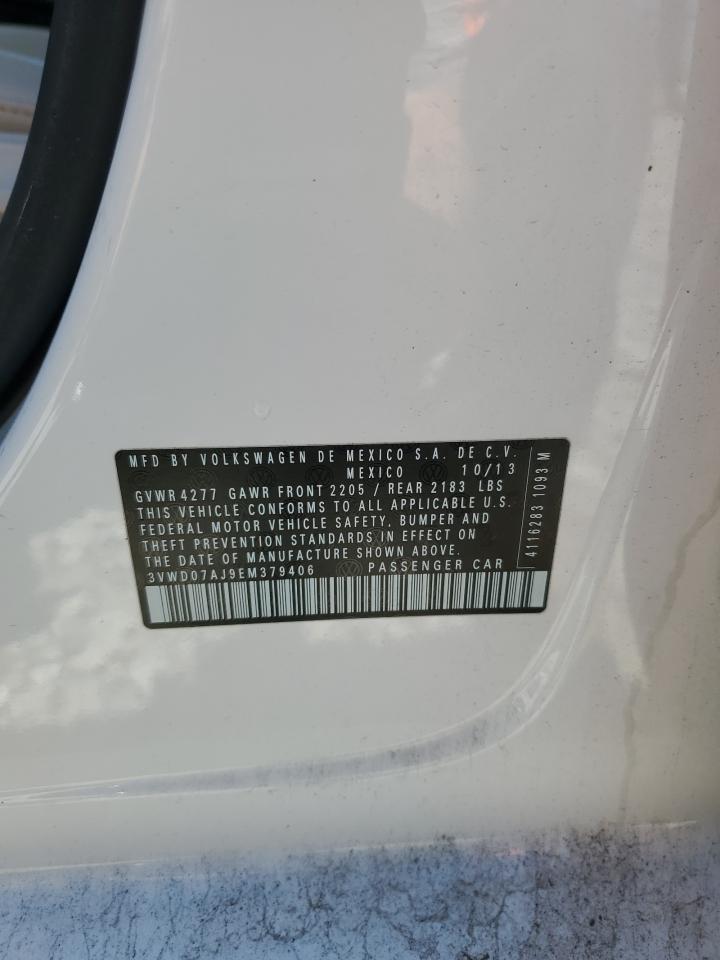 MFD BY VOLKSWAGEN DE MEXICO S.A. DE C.V.
MEXICO 10/13
GVWR 4277 GAWR FRONT 2205 / REAR 2183 LBS
THIS VEHICLE CONFORMS TO ALL APPLICABLE U.S.
FEDERAL MOTOR VEHICLE SAFETY, BUMPER AND
THEFT PREVENTION STANDARDS IN EFFECT ON
THE DATE OF MANUFACTURE SHOWN ABOVE.
3VWD07AJ9EM379406 PASSENGER CAR
4116283 1093 M